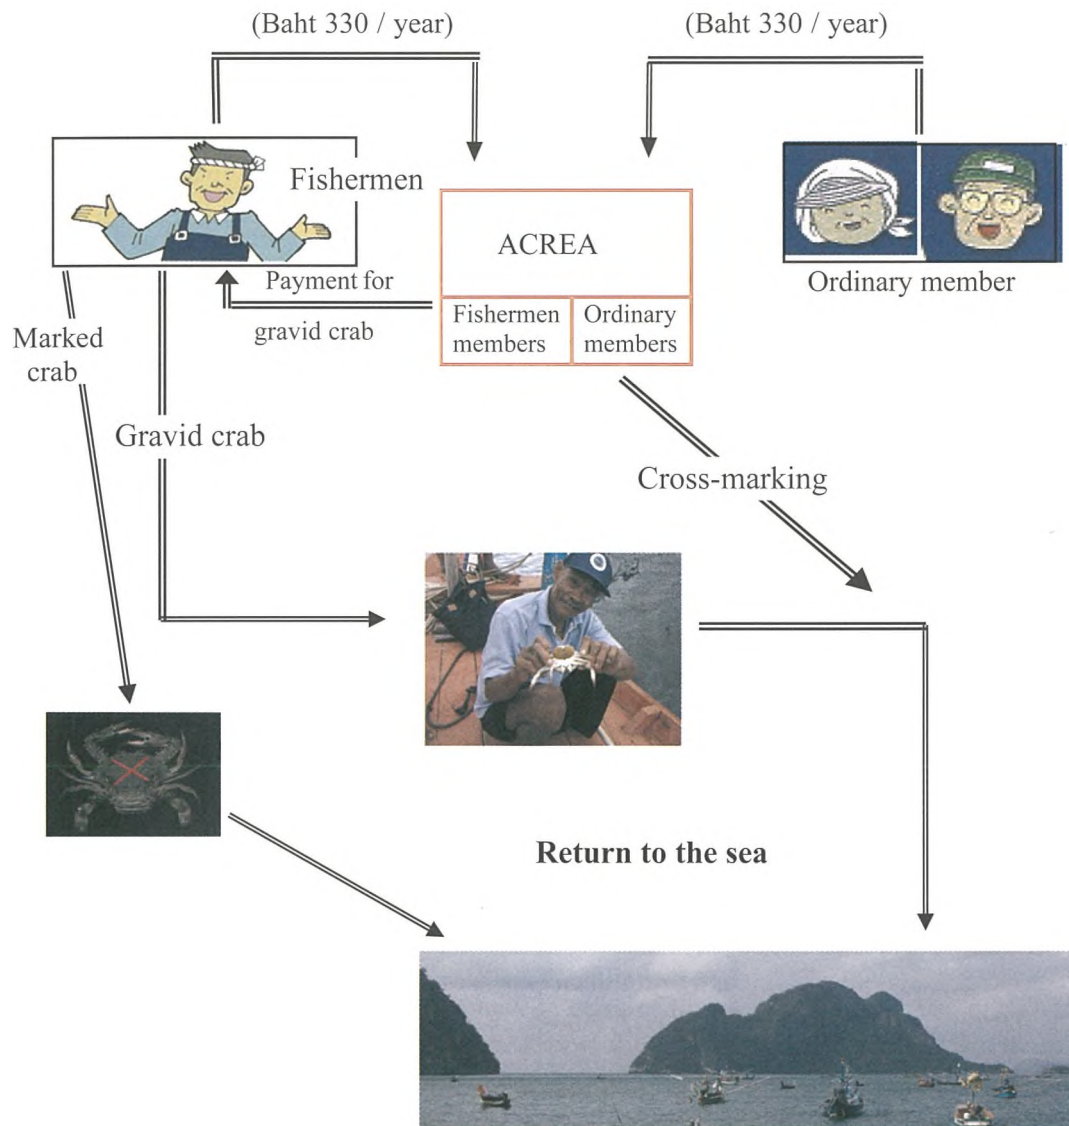 (Baht 330 / year)
(Baht 330 / year)
Fishermen
ACREA
Fishermen
members
Ordinary
members
Ordinary member
Payment for
gravid crab
Marked
crab
Gravid crab
Cross-marking
Return to the sea